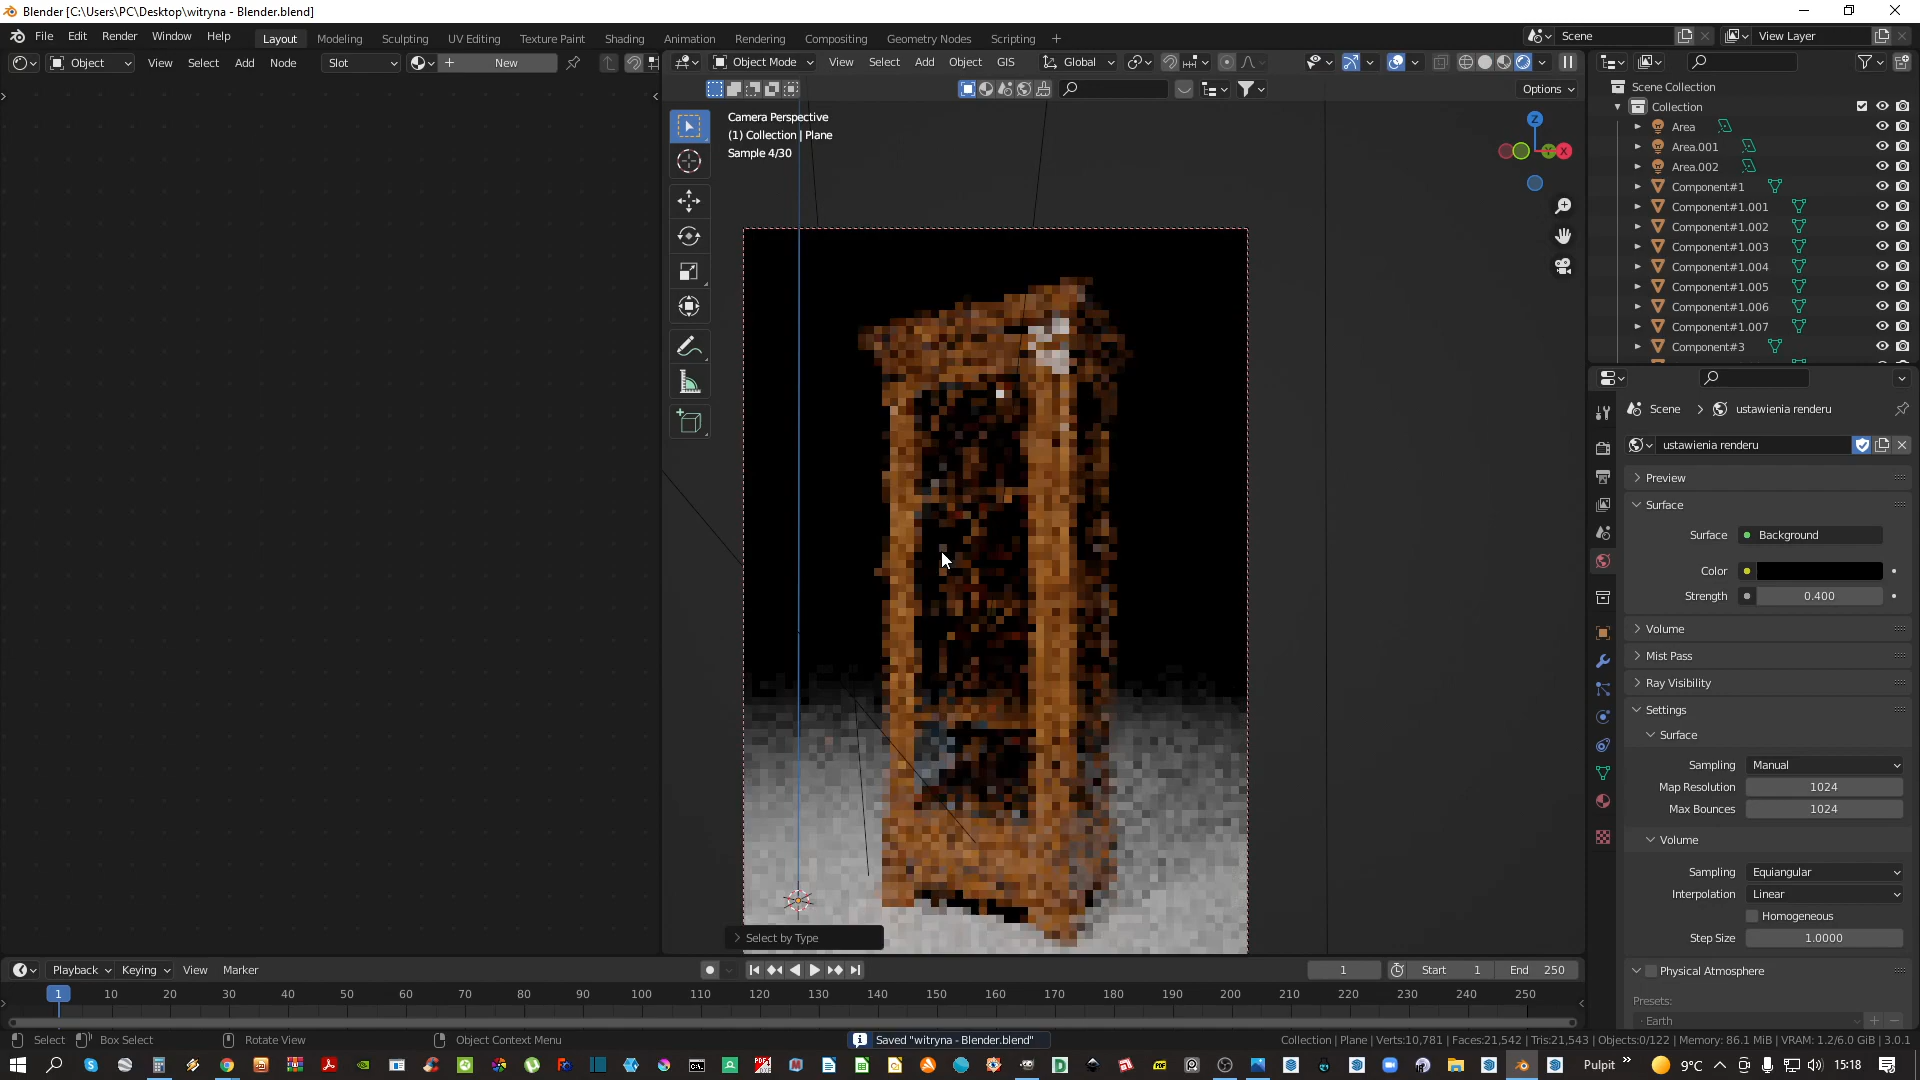 Blender [C:\Users\PC\Desktop\witryna - Blender.blend]
File Edit Render Window Help Layout Modeling Sculpting UV Editing Texture Paint Shading Animation Rendering Compositing Geometry Nodes Scripting + Scene View Layer
Object View Select Add Node Slot New Object Mode View Select Add Object GIS Global
Options
Camera Perspective
(1) Collection | Plane
Sample 4/30
Z
Y X
Select by Type
Scene Collection
Collection
Area
Area.001
Area.002
Component#1
Component#1.001
Component#1.002
Component#1.003
Component#1.004
Component#1.005
Component#1.006
Component#1.007
Component#3
Scene > ustawienia renderu
ustawienia renderu
Preview
Surface
Surface Background
Color
Strength 0.400
Volume
Mist Pass
Ray Visibility
Settings
Surface
Sampling Manual
Map Resolution 1024
Max Bounces 1024
Volume
Sampling Equiangular
Interpolation Linear
Homogeneous
Step Size 1.0000
Physical Atmosphere
Presets:
Earth
Playback Keying View Marker 1 Start 1 End 250
1 10 20 30 40 50 60 70 80 90 100 110 120 130 140 150 160 170 180 190 200 210 220 230 240 250
Select Box Select Rotate View Object Context Menu Saved "witryna - Blender.blend" Collection | Plane | Verts:10,781 | Faces:21,542 | Tris:21,543 | Objects:0/122 | Memory: 86.1 MiB | VRAM: 1.2/6.0 GiB | 3.0.1
Pulpit 9°C 15:18